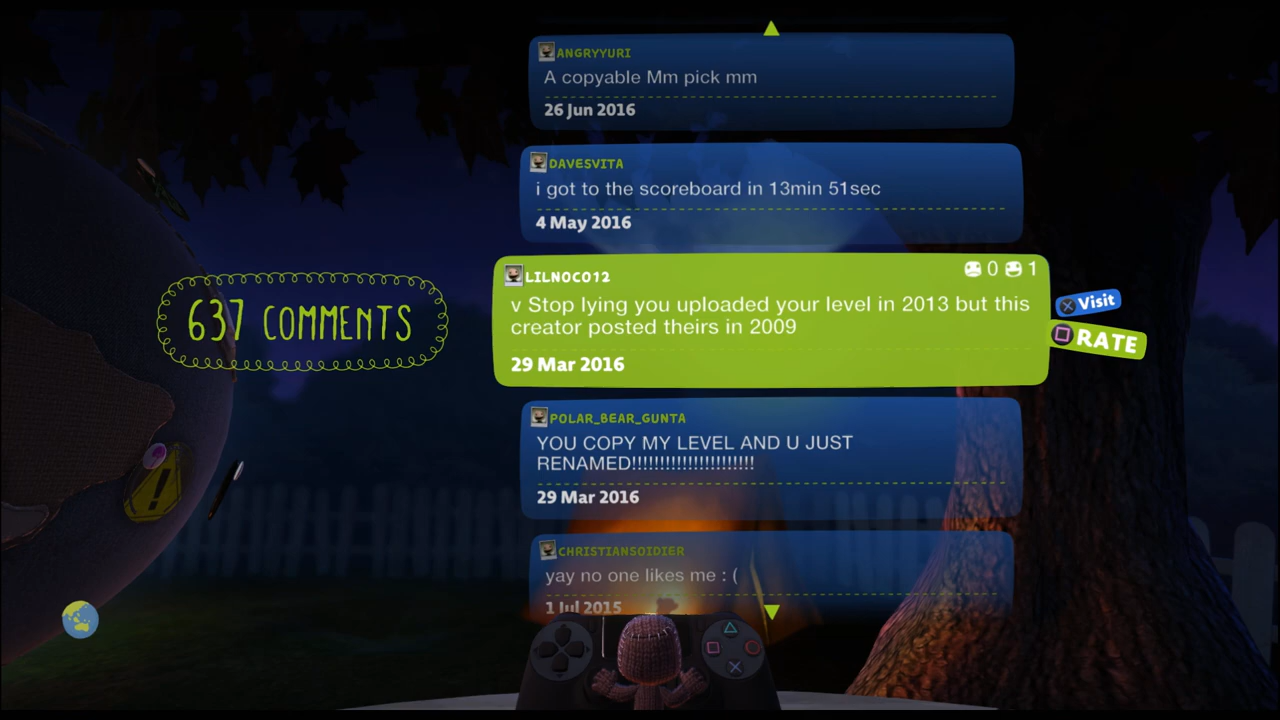 ANGRYYURI
A copyable Mm pick mm
26 Jun 2016
DAVESVITA
i got to the scoreboard in 13min 51sec
4 May 2016
LILNOCO12
0 1
v Stop lying you uploaded your level in 2013 but this
creator posted theirs in 2009
29 Mar 2016
Visit
RATE
637 COMMENTS
POLAR_BEAR_GUNTA
YOU COPY MY LEVEL AND U JUST
RENAMED!!!!!!!!!!!!!!!!!!!!!!
29 Mar 2016
CHRISTIANSOIDIER
yay no one likes me : (
1 Jul 2015